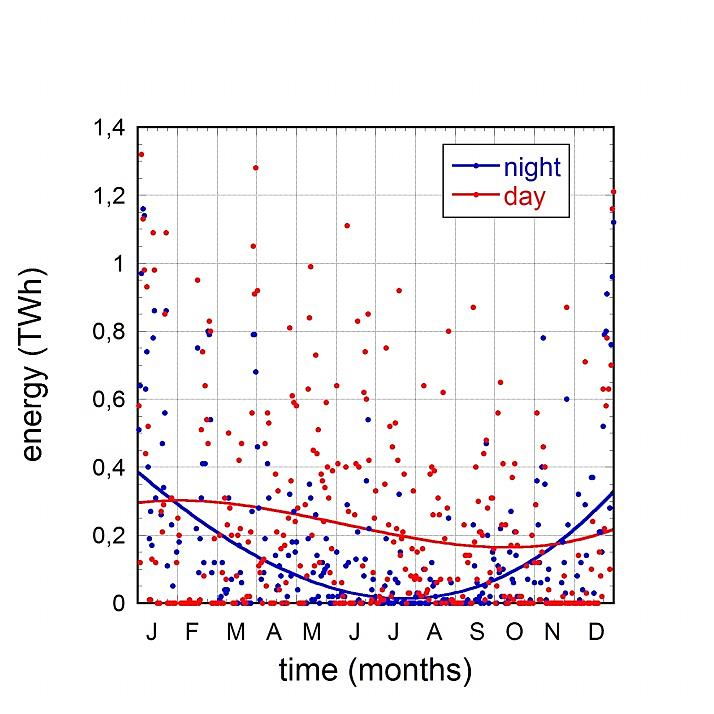 1,4
1,2
1
0,8
0,6
0,4
0,2
0
energy (TWh)
night
day
J F M A M J J A S O N D
time (months)